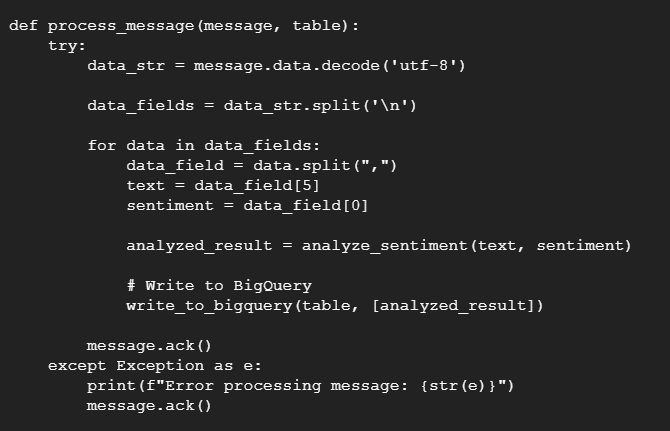 def process_message(message, table):
    try:
        data_str = message.data.decode('utf-8')
        data_fields = data_str.split('\n')
        for data in data_fields:
            data_field = data.split(",")
            text = data_field[5]
            sentiment = data_field[0]
            analyzed_result = analyze_sentiment(text, sentiment)
            # Write to BigQuery
            write_to_bigquery(table, [analyzed_result])
        message.ack()
    except Exception as e:
        print(f"Error processing message: {str(e)}")
        message.ack()